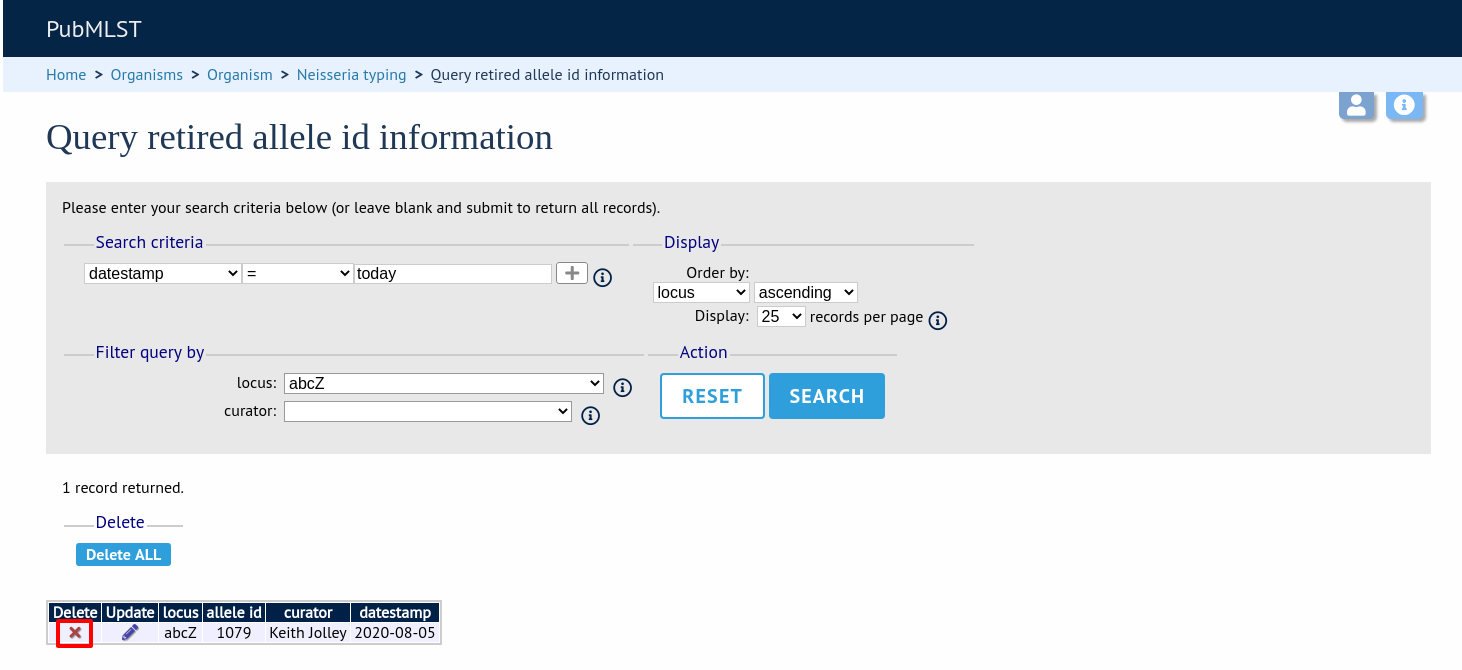 PubMLST
Home > Organisms > Organism > Neisseria typing > Query retired allele id information
Query retired allele id information
Please enter your search criteria below (or leave blank and submit to return all records).
Search criteria
datestamp = today +
Display
Order by:
locus ascending
Display: 25 records per page
Filter query by
locus: abcZ
curator:
Action
RESET SEARCH
1 record returned.
Delete
Delete ALL
Delete Update locus allele id curator datestamp
abcZ 1079 Keith Jolley 2020-08-05